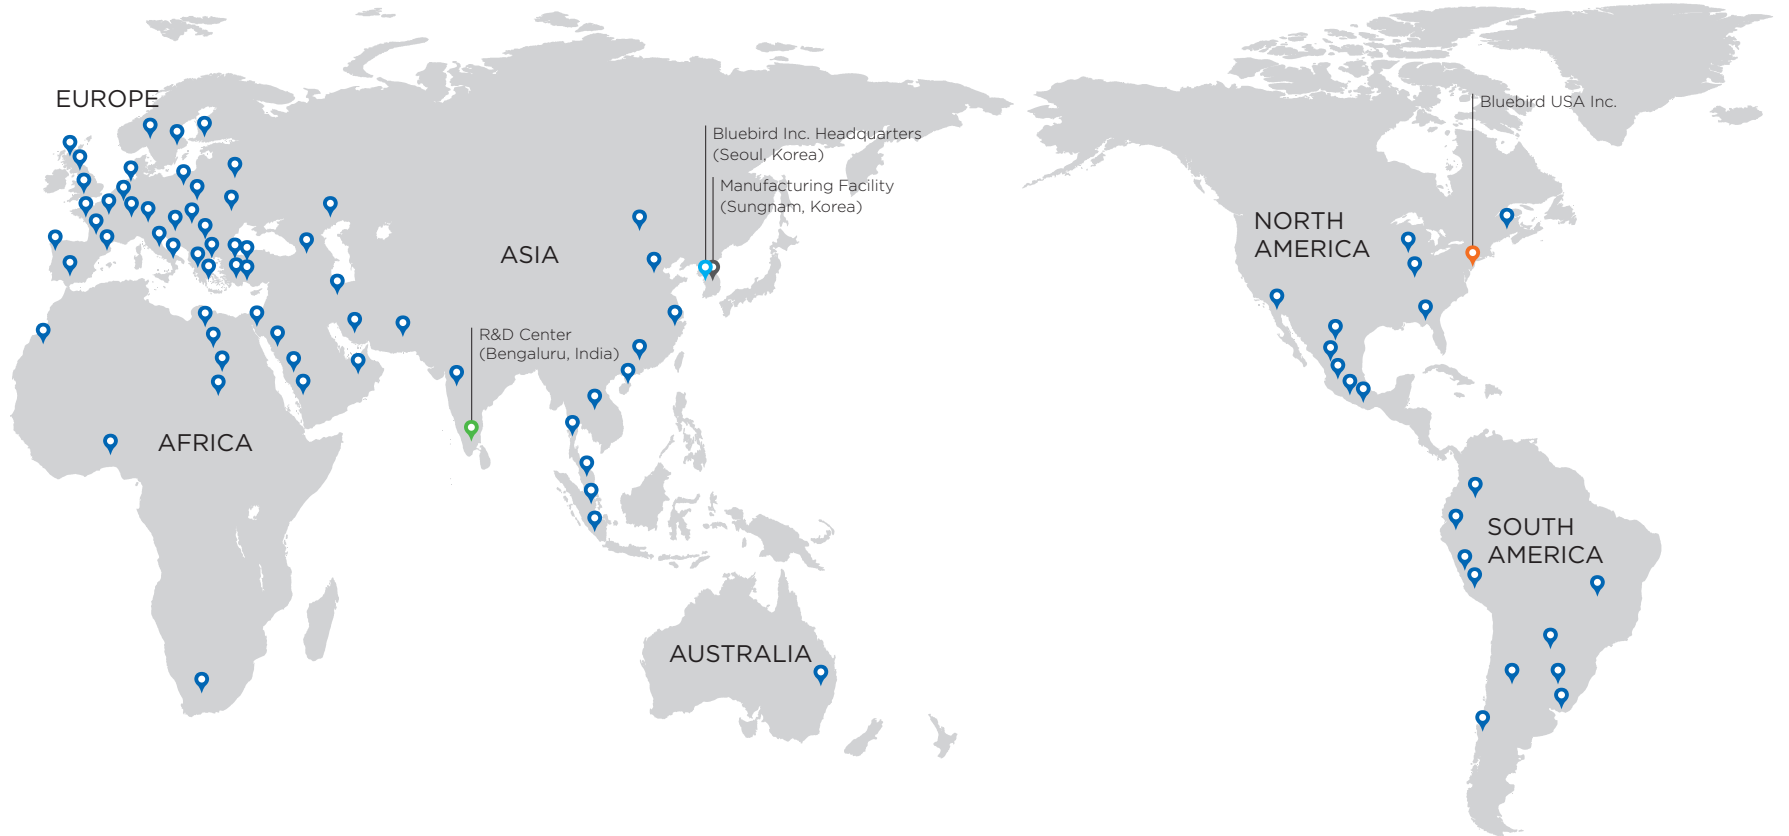 EUROPE
Bluebird USA Inc.
Bluebird Inc. Headquarters
(Seoul, Korea)
Manufacturing Facility
(Sungnam, Korea)
NORTH
AMERICA
ASIA
R&D Center
(Bengaluru, India)
AFRICA
SOUTH
AMERICA
AUSTRALIA